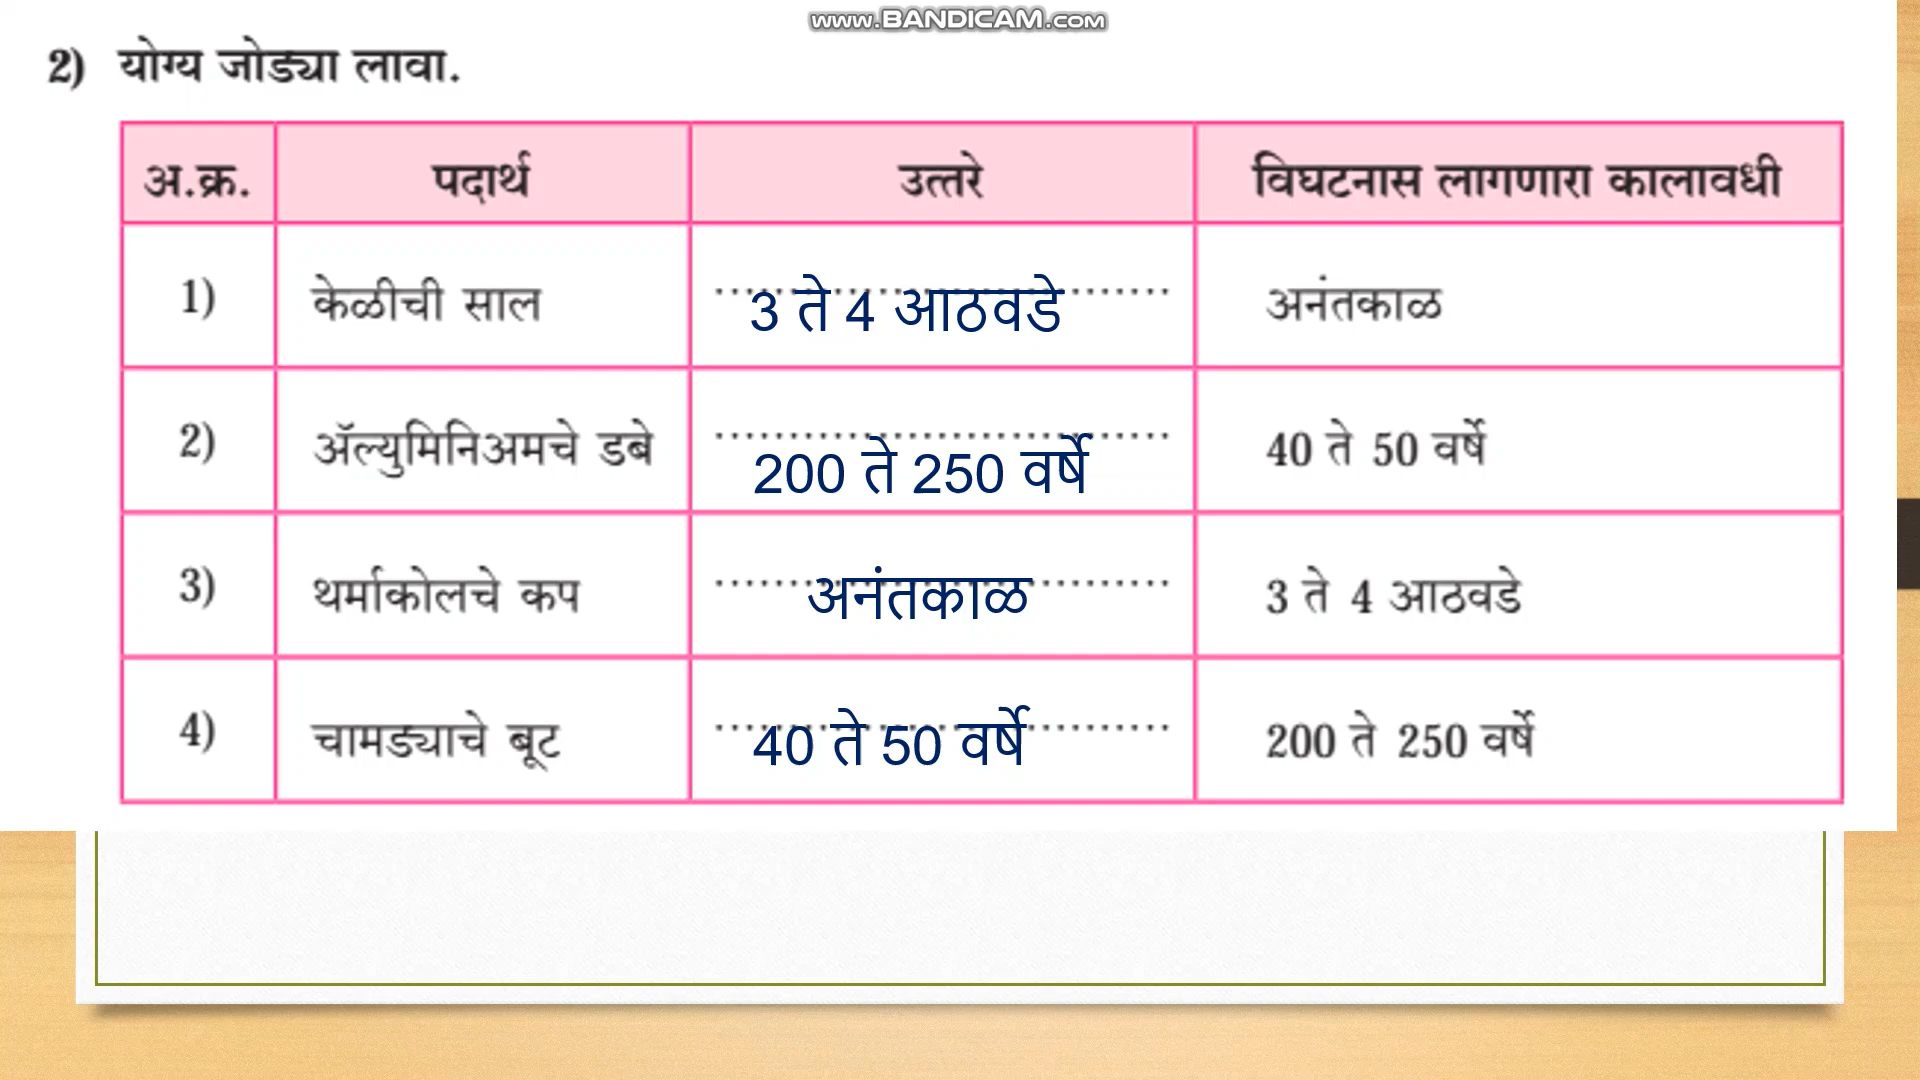 www.BANDICAM.com
2) योग्य जोड्या लावा.
अ.क्र. पदार्थ उत्तरे विघटनास लागणारा कालावधी
1) केळीची साल ........................... 3 ते 4 आठवडे अनंतकाळ
2) ॲल्युमिनिअमचे डबे ........................... 200 ते 250 वर्षे 40 ते 50 वर्षे
3) थर्माकोलचे कप ........................... अनंतकाळ 3 ते 4 आठवडे
4) चामड्याचे बूट ........................... 40 ते 50 वर्षे 200 ते 250 वर्षे